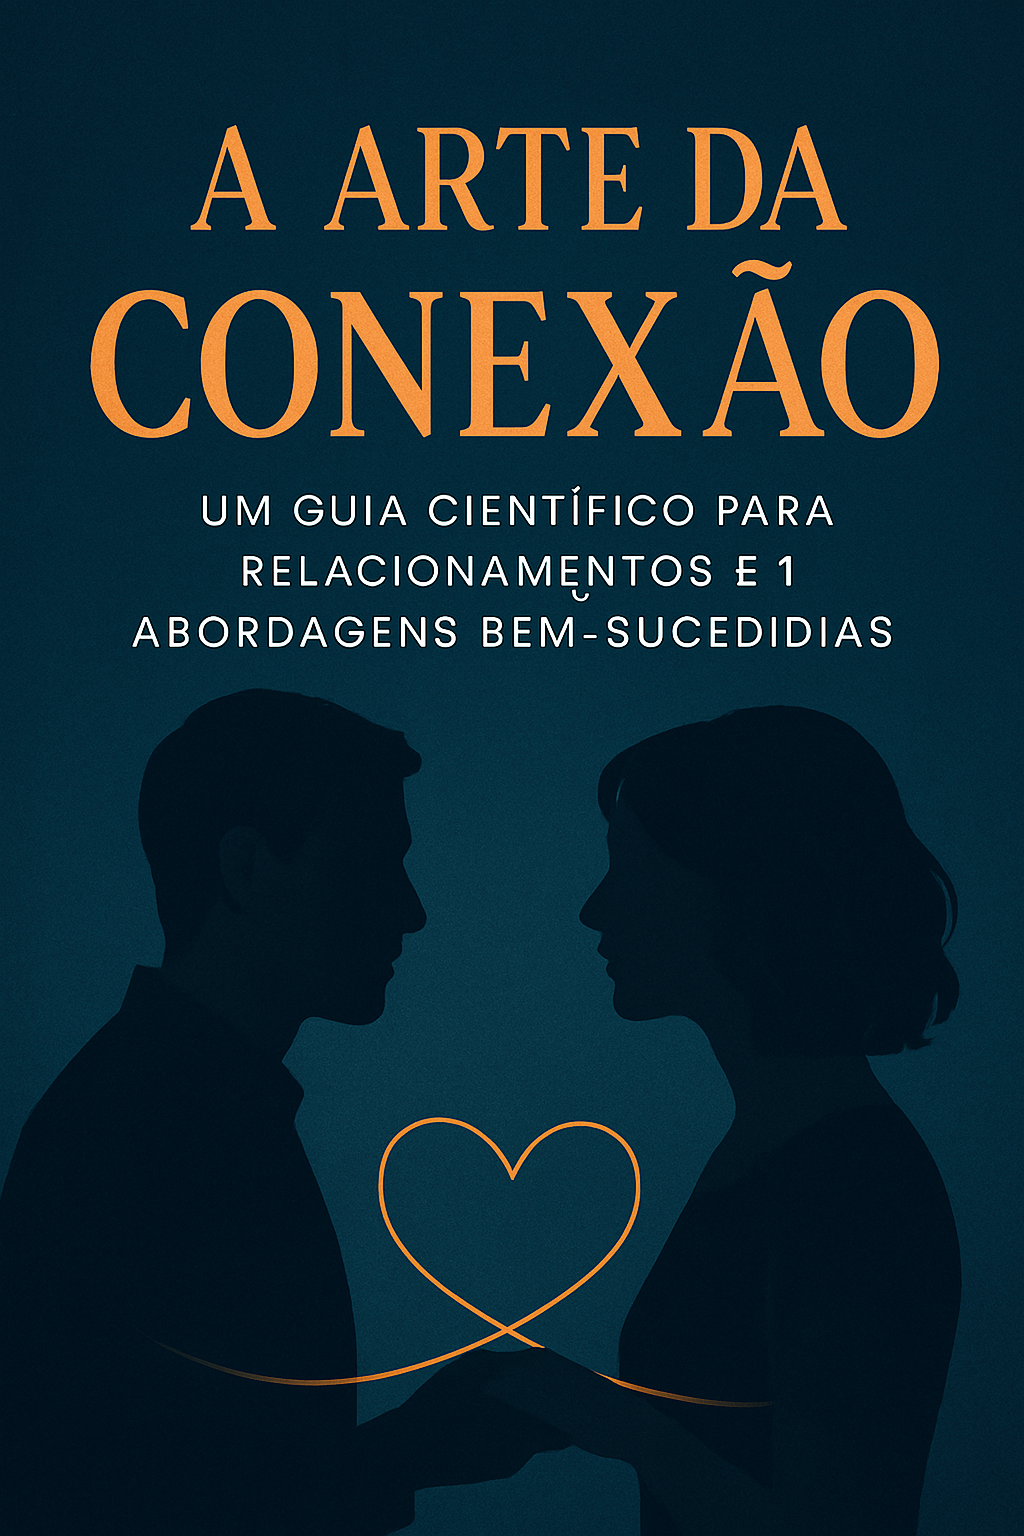 A ARTE DA
CONEXÃO
UM GUIA CIENTÍFICO PARA
RELACIONAMENTOS E 1
ABORDAGENS BEM-SUCEDIDIAS